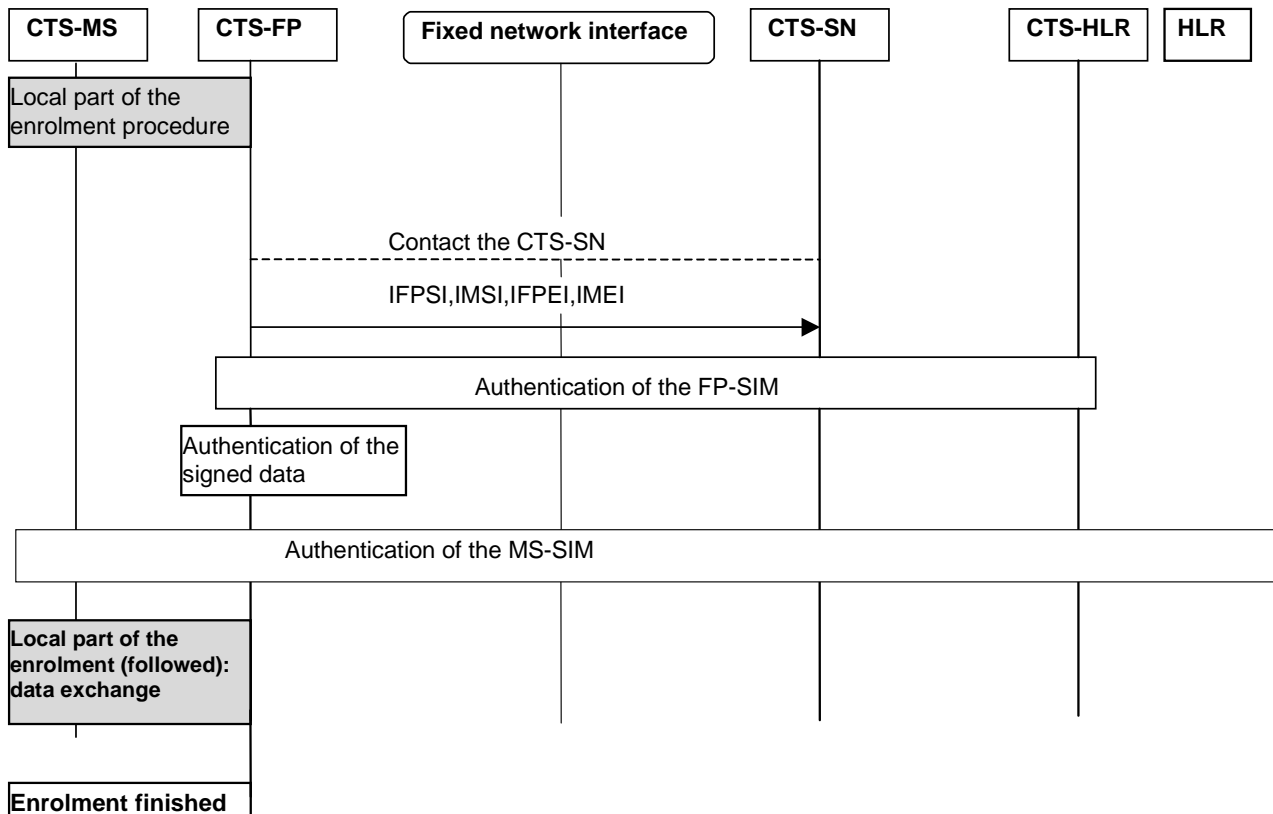 CTS-MS
CTS-FP
Fixed network interface
CTS-SN
CTS-HLR
HLR
Local part of the
enrolment procedure
Contact the CTS-SN
IFPSI,IMSI,IFPEI,IMEI
Authentication of the FP-SIM
Authentication of the
signed data
Authentication of the MS-SIM
Local part of the
enrolment (followed):
data exchange
Enrolment finished